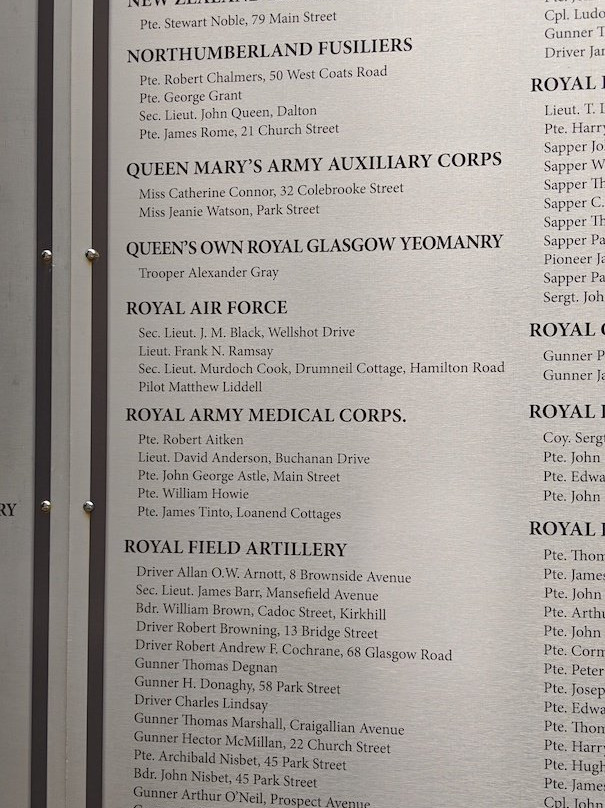 Pte. Stewart Noble, 79 Main Street
NORTHUMBERLAND FUSILIERS
Pte. Robert Chalmers, 50 West Coats Road
Pte. George Grant
Sec. Lieut. John Queen, Dalton
Pte. James Rome, 21 Church Street
QUEEN MARY'S ARMY AUXILIARY CORPS
Miss Catherine Connor, 32 Colebrooke Street
Miss Jeanie Watson, Park Street
QUEEN'S OWN ROYAL GLASGOW YEOMANRY
Trooper Alexander Gray
ROYAL AIR FORCE
Sec. Lieut. J. M. Black, Wellshot Drive
Lieut. Frank N. Ramsay
Sec. Lieut. Murdoch Cook, Drumneil Cottage, Hamilton Road
Pilot Matthew Liddell
ROYAL ARMY MEDICAL CORPS.
Pte. Robert Aitken
Lieut. David Anderson, Buchanan Drive
Pte. John George Astle, Main Street
Pte. William Howie
Pte. James Tinto, Loanend Cottages
ROYAL FIELD ARTILLERY
Driver Allan O.W. Arnott, 8 Brownside Avenue
Sec. Lieut. James Barr, Mansefield Avenue
Bdr. William Brown, Cadoc Street, Kirkhill
Driver Robert Browning, 13 Bridge Street
Driver Robert Andrew F. Cochrane, 68 Glasgow Road
Gunner Thomas Degnan
Gunner H. Donaghy, 58 Park Street
Driver Charles Lindsay
Gunner Thomas Marshall, Craigallian Avenue
Gunner Hector McMillan, 22 Church Street
Pte. Archibald Nisbet, 45 Park Street
Bdr. John Nisbet, 45 Park Street
Gunner Arthur O'Neil, Prospect Avenue
Cpl.
Gunner
Driver
ROYAL
Lieut. T.
Pte.
Sapper
Sapper W
Sapper
Sapper C.
Sapper
Sapper
Pioneer
Sapper
Sergt.
ROYAL
Gunner
Gunner
ROYAL
Coy.
Pte. John
Pte.
Pte. John
ROYAL
Pte.
Pte.
Pte. John
Pte.
Pte. John
Pte.
Pte. Peter
Pte.
Pte.
Pte.
Pte.
Pte.
Pte.
Cpl. John
RY